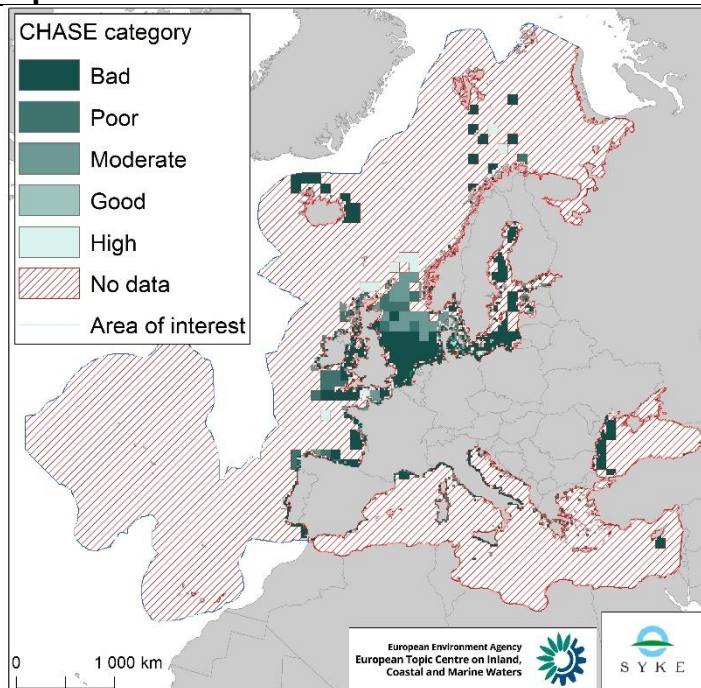 CHASE category
Bad
Poor
Moderate
Good
High
No data
Area of interest
0 1 000 km
European Environment Agency
European Topic Centre on Inland,
Coastal and Marine Waters
SYKE